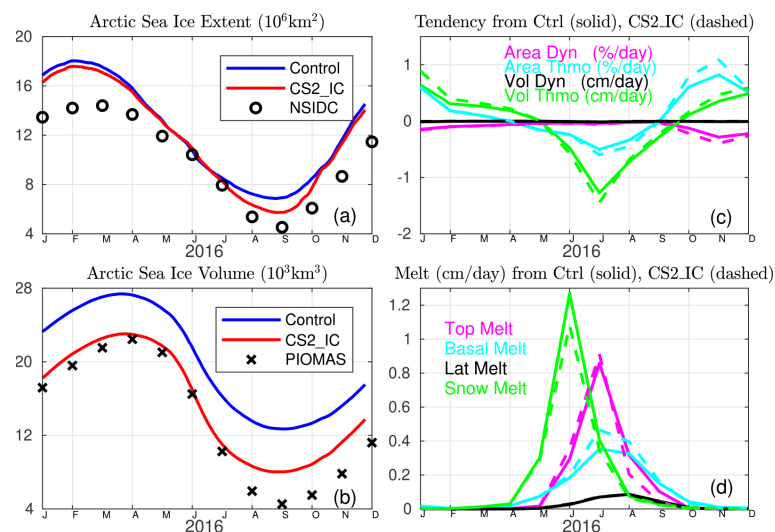 Arctic Sea Ice Extent (10⁶km²)
20
16
12
8
4
Control
CS2_IC
NSIDC
(a)
J F M A M J J A S O N D
2016
Tendency from Ctrl (solid), CS2_IC (dashed)
Area Dyn (%/day)
Area Thmo (%/day)
Vol Dyn (cm/day)
Vol Thmo (cm/day)
1
0
-1
-2
(c)
J F M A M J J A S O N D
2016
Arctic Sea Ice Volume (10³km³)
28
20
12
4
Control
CS2_IC
PIOMAS
(b)
J F M A M J J A S O N D
2016
Melt (cm/day) from Ctrl (solid), CS2_IC (dashed)
1.2
1
0.8
0.6
0.4
0.2
0
Top Melt
Basal Melt
Lat Melt
Snow Melt
(d)
J F M A M J J A S O N D
2016